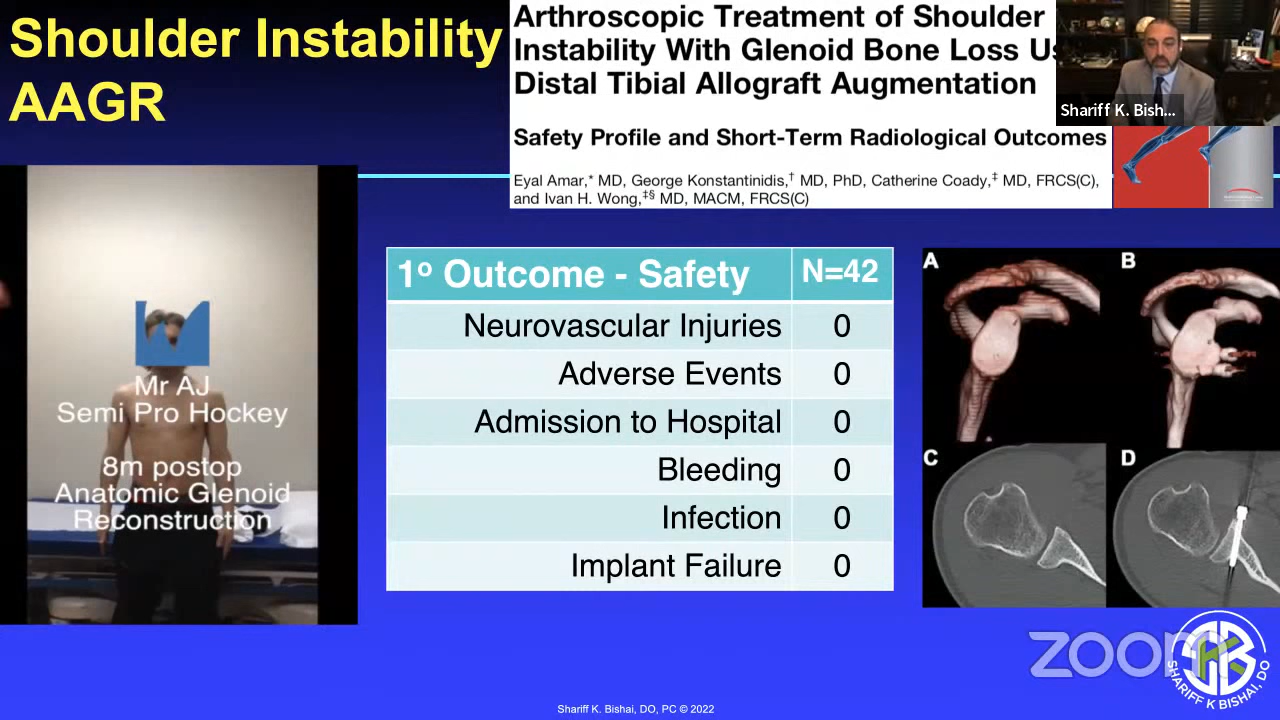 Shoulder Instability
AAGR
Arthroscopic Treatment of Shoulder
Instability With Glenoid Bone Loss Us
Distal Tibial Allograft Augmentation
Safety Profile and Short-Term Radiological Outcomes
Eyal Amar,* MD, George Konstantinidis,† MD, PhD, Catherine Coady,‡ MD, FRCS(C),
and Ivan H. Wong,‡§ MD, MACM, FRCS(C)
Shariff K. Bish...
Mr AJ
Semi Pro Hockey
8m postop
Anatomic Glenoid
Reconstruction
1º Outcome - Safety N=42
Neurovascular Injuries 0
Adverse Events 0
Admission to Hospital 0
Bleeding 0
Infection 0
Implant Failure 0
A
B
C
D
zoom
SKB
SHARIFF K BISHAI, DO
Shariff K. Bishai, DO, PC © 2022